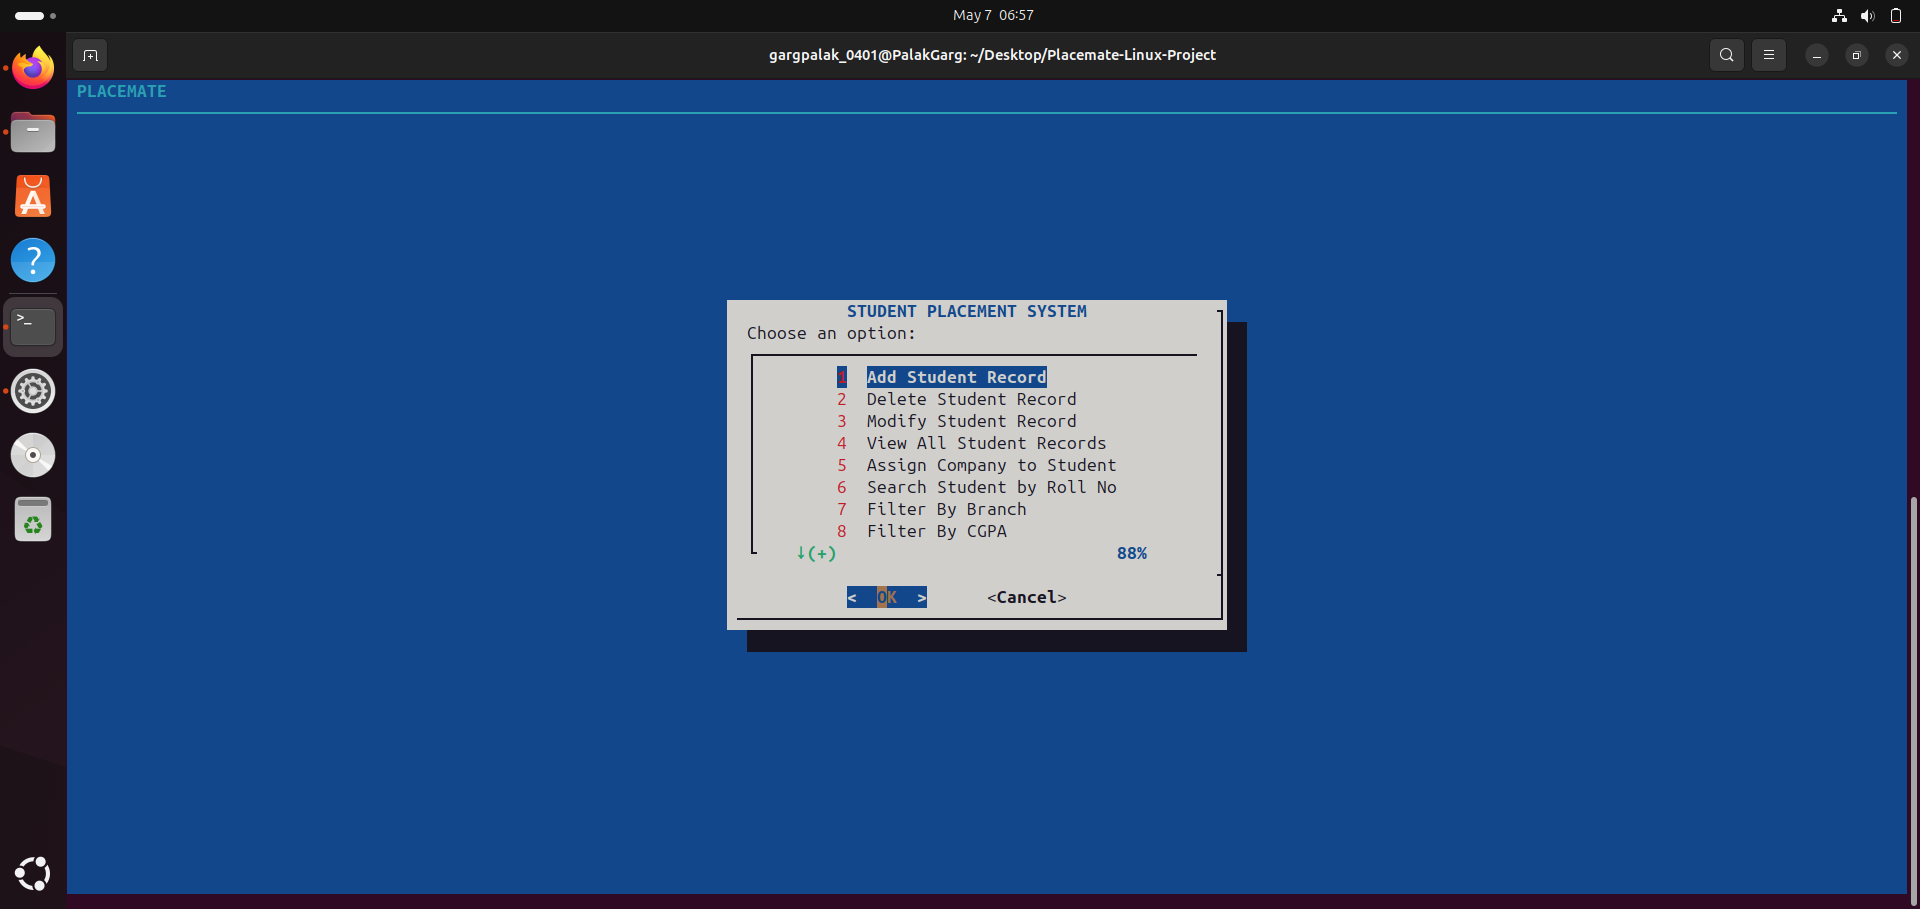 May 7 06:57
gargpalak_0401@PalakGarg: ~/Desktop/Placemate-Linux-Project
PLACEMATE
STUDENT PLACEMENT SYSTEM
Choose an option:
1 Add Student Record
2 Delete Student Record
3 Modify Student Record
4 View All Student Records
5 Assign Company to Student
6 Search Student by Roll No
7 Filter By Branch
8 Filter By CGPA
↓(+) 88%
< OK > <Cancel>